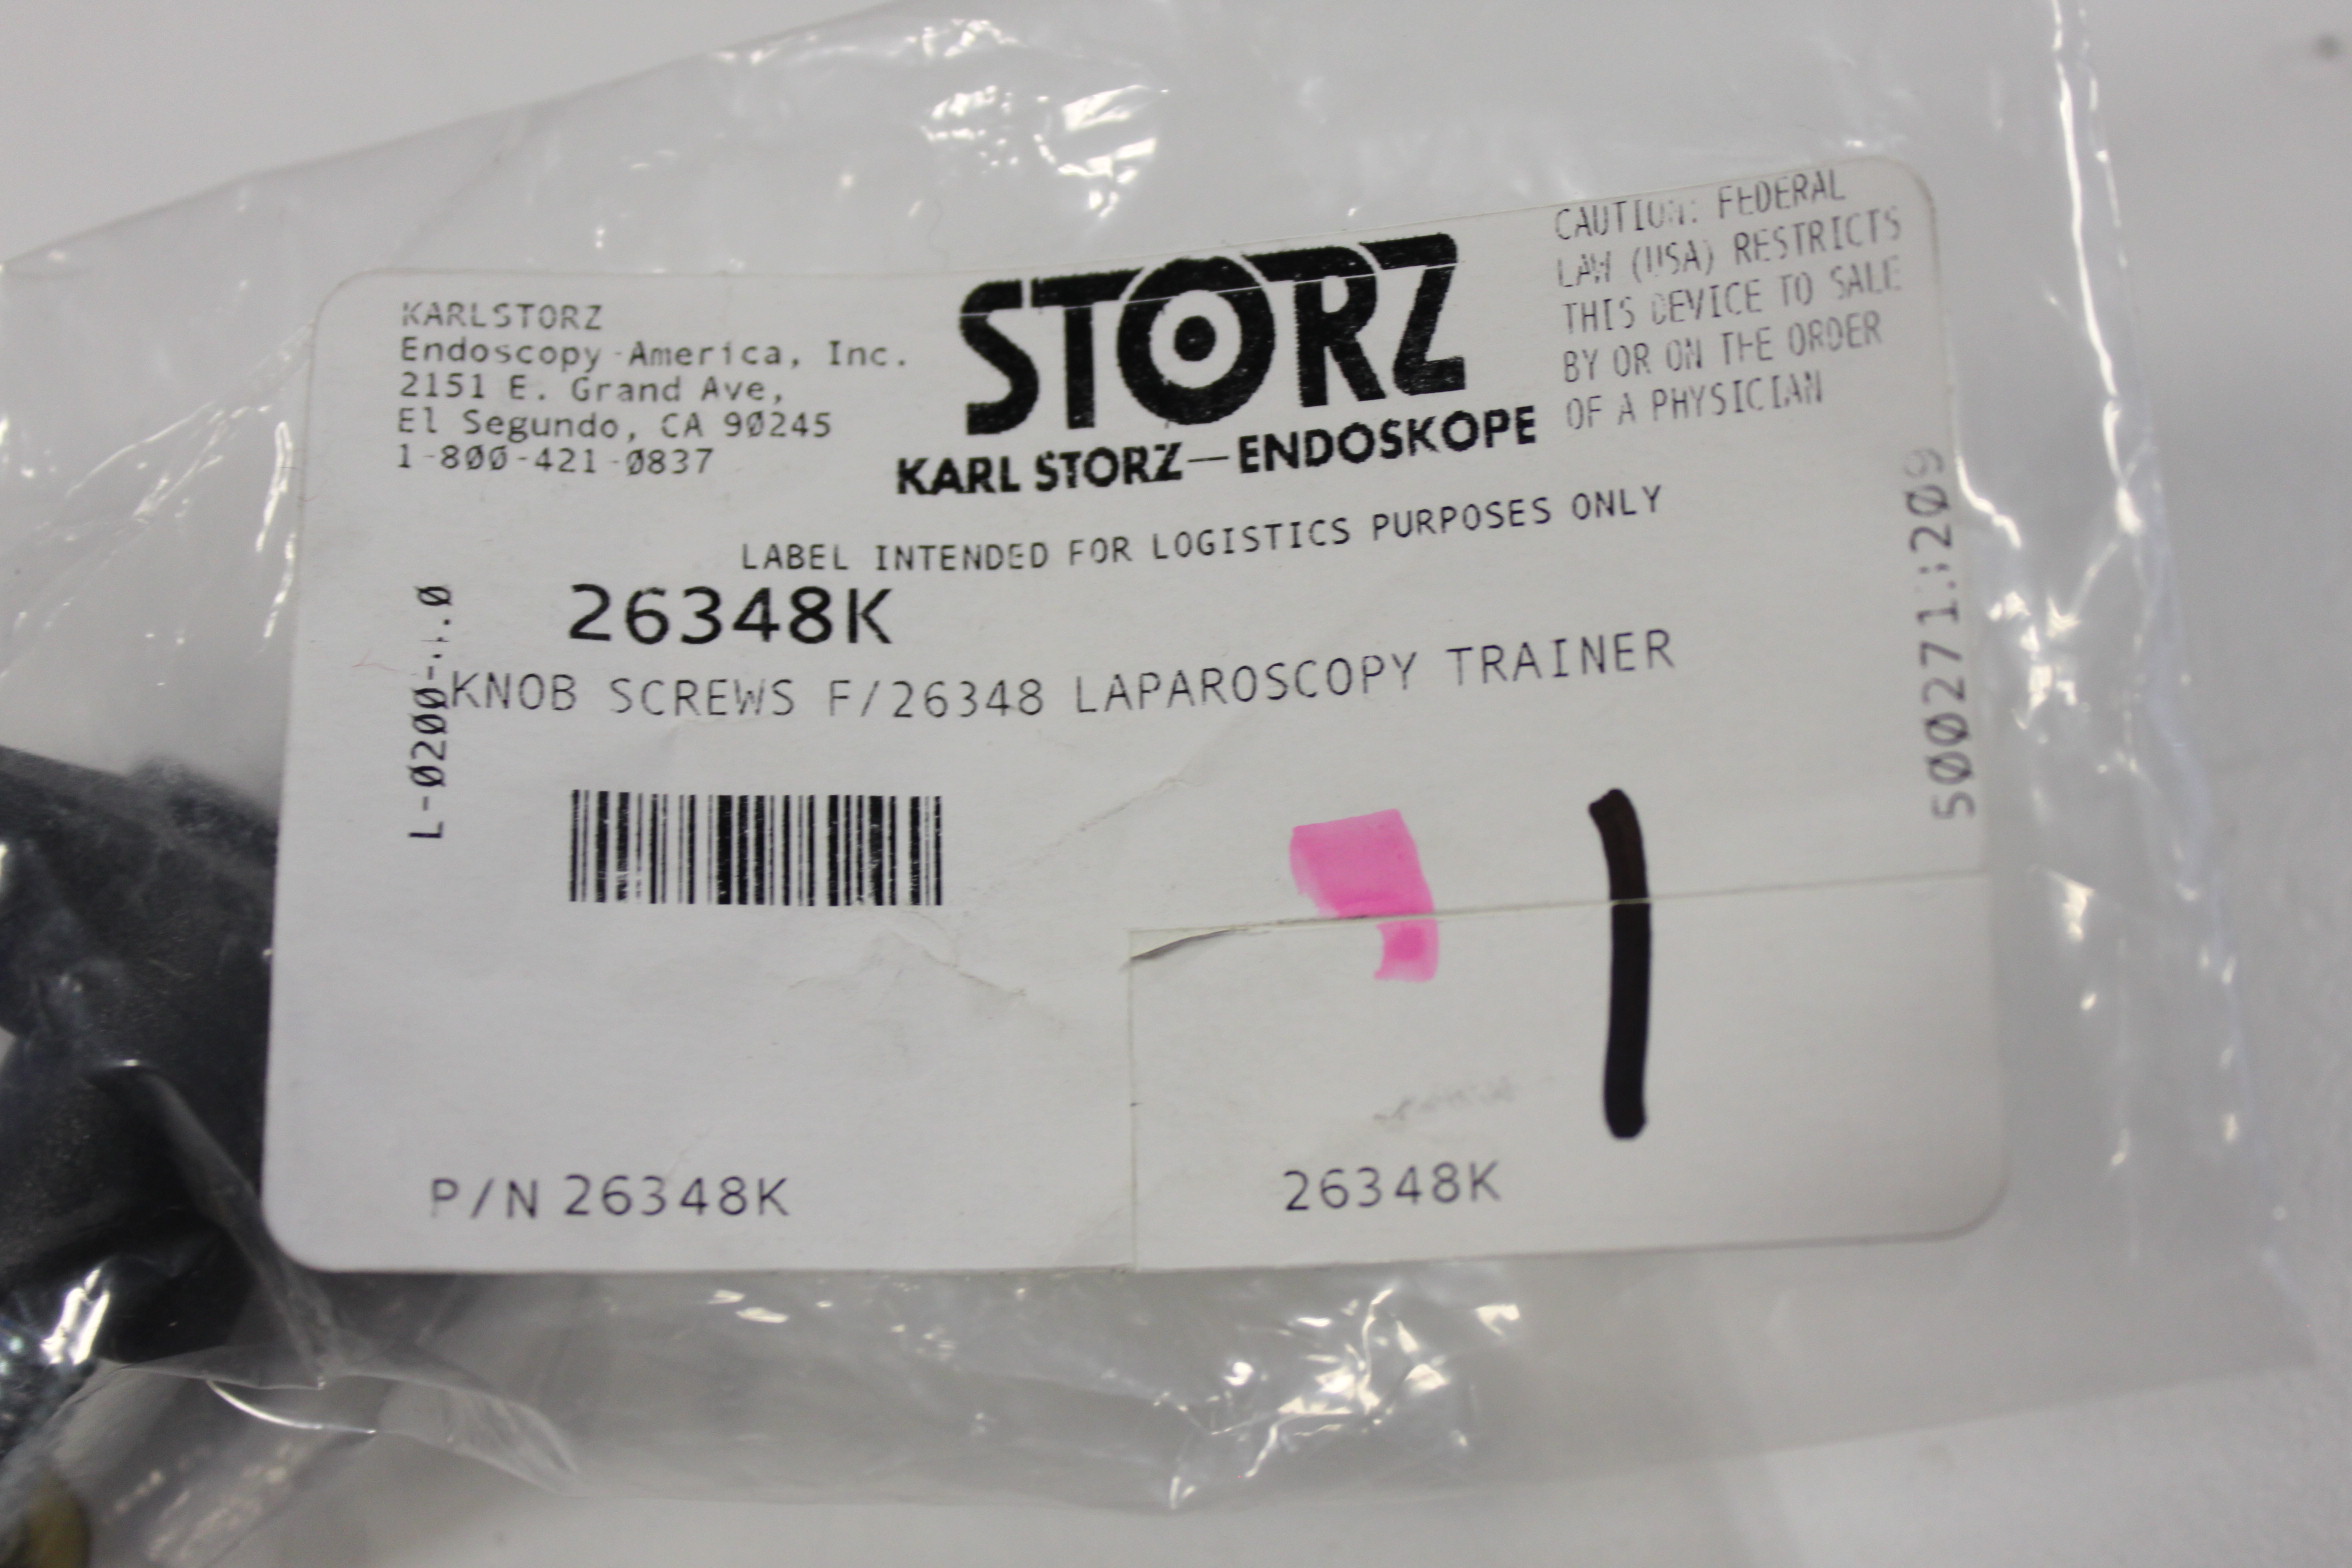 KARL STORZ
Endoscopy-America, Inc.
2151 E. Grand Ave,
El Segundo, CA 90245
1-800-421-0837
STORZ
KARL STORZ—ENDOSKOPE
CAUTION: FEDERAL
LAW (USA) RESTRICTS
THIS DEVICE TO SALE
BY OR ON THE ORDER
OF A PHYSICIAN
LABEL INTENDED FOR LOGISTICS PURPOSES ONLY
26348K
KNOB SCREWS F/26348 LAPAROSCOPY TRAINER
1
P/N 26348K
26348K